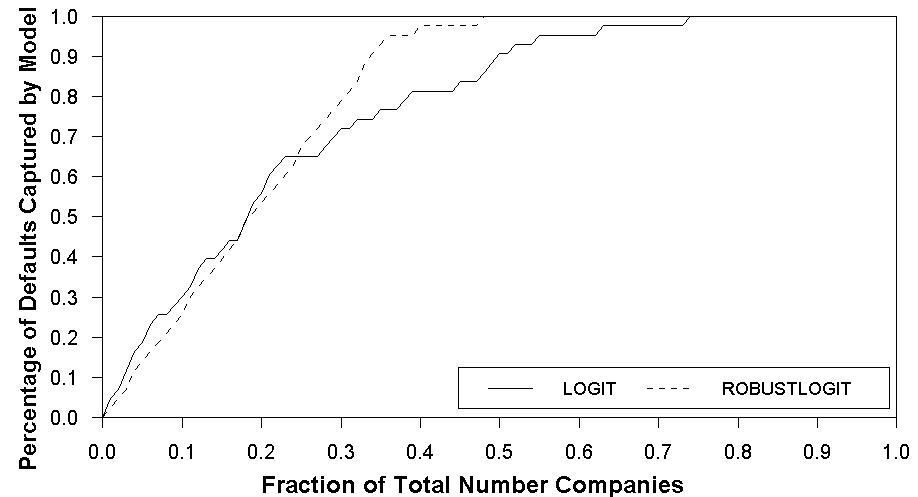 Percentage of Defaults Captured by Model
1.0
0.9
0.8
0.7
0.6
0.5
0.4
0.3
0.2
0.1
0.0
LOGIT ROBUSTLOGIT
0.0 0.1 0.2 0.3 0.4 0.5 0.6 0.7 0.8 0.9 1.0
Fraction of Total Number Companies